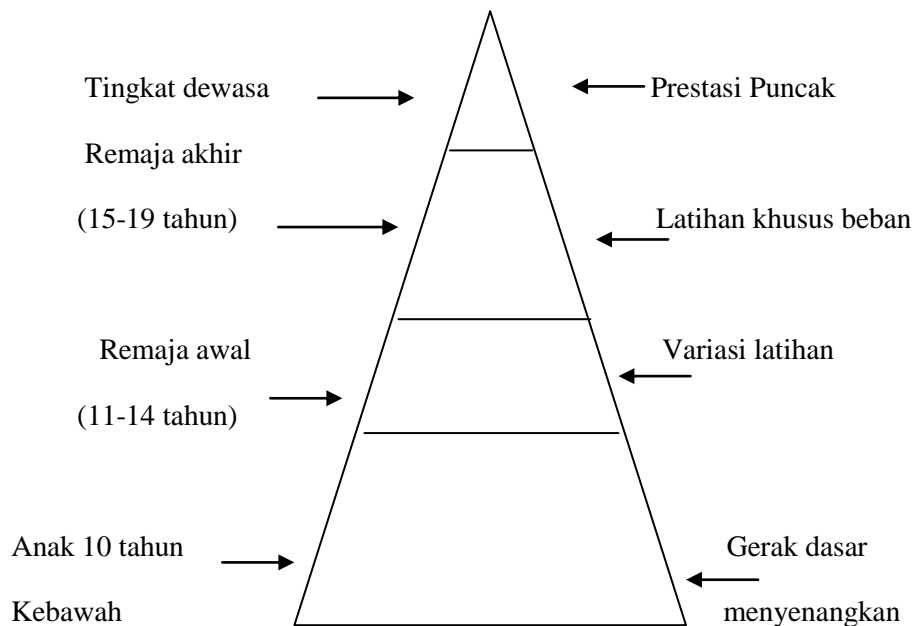 Tingkat dewasa
Prestasi Puncak
Remaja akhir
(15-19 tahun)
Latihan khusus beban
Remaja awal
Variasi latihan
(11-14 tahun)
Anak 10 tahun
Gerak dasar
Kebawah
menyenangkan